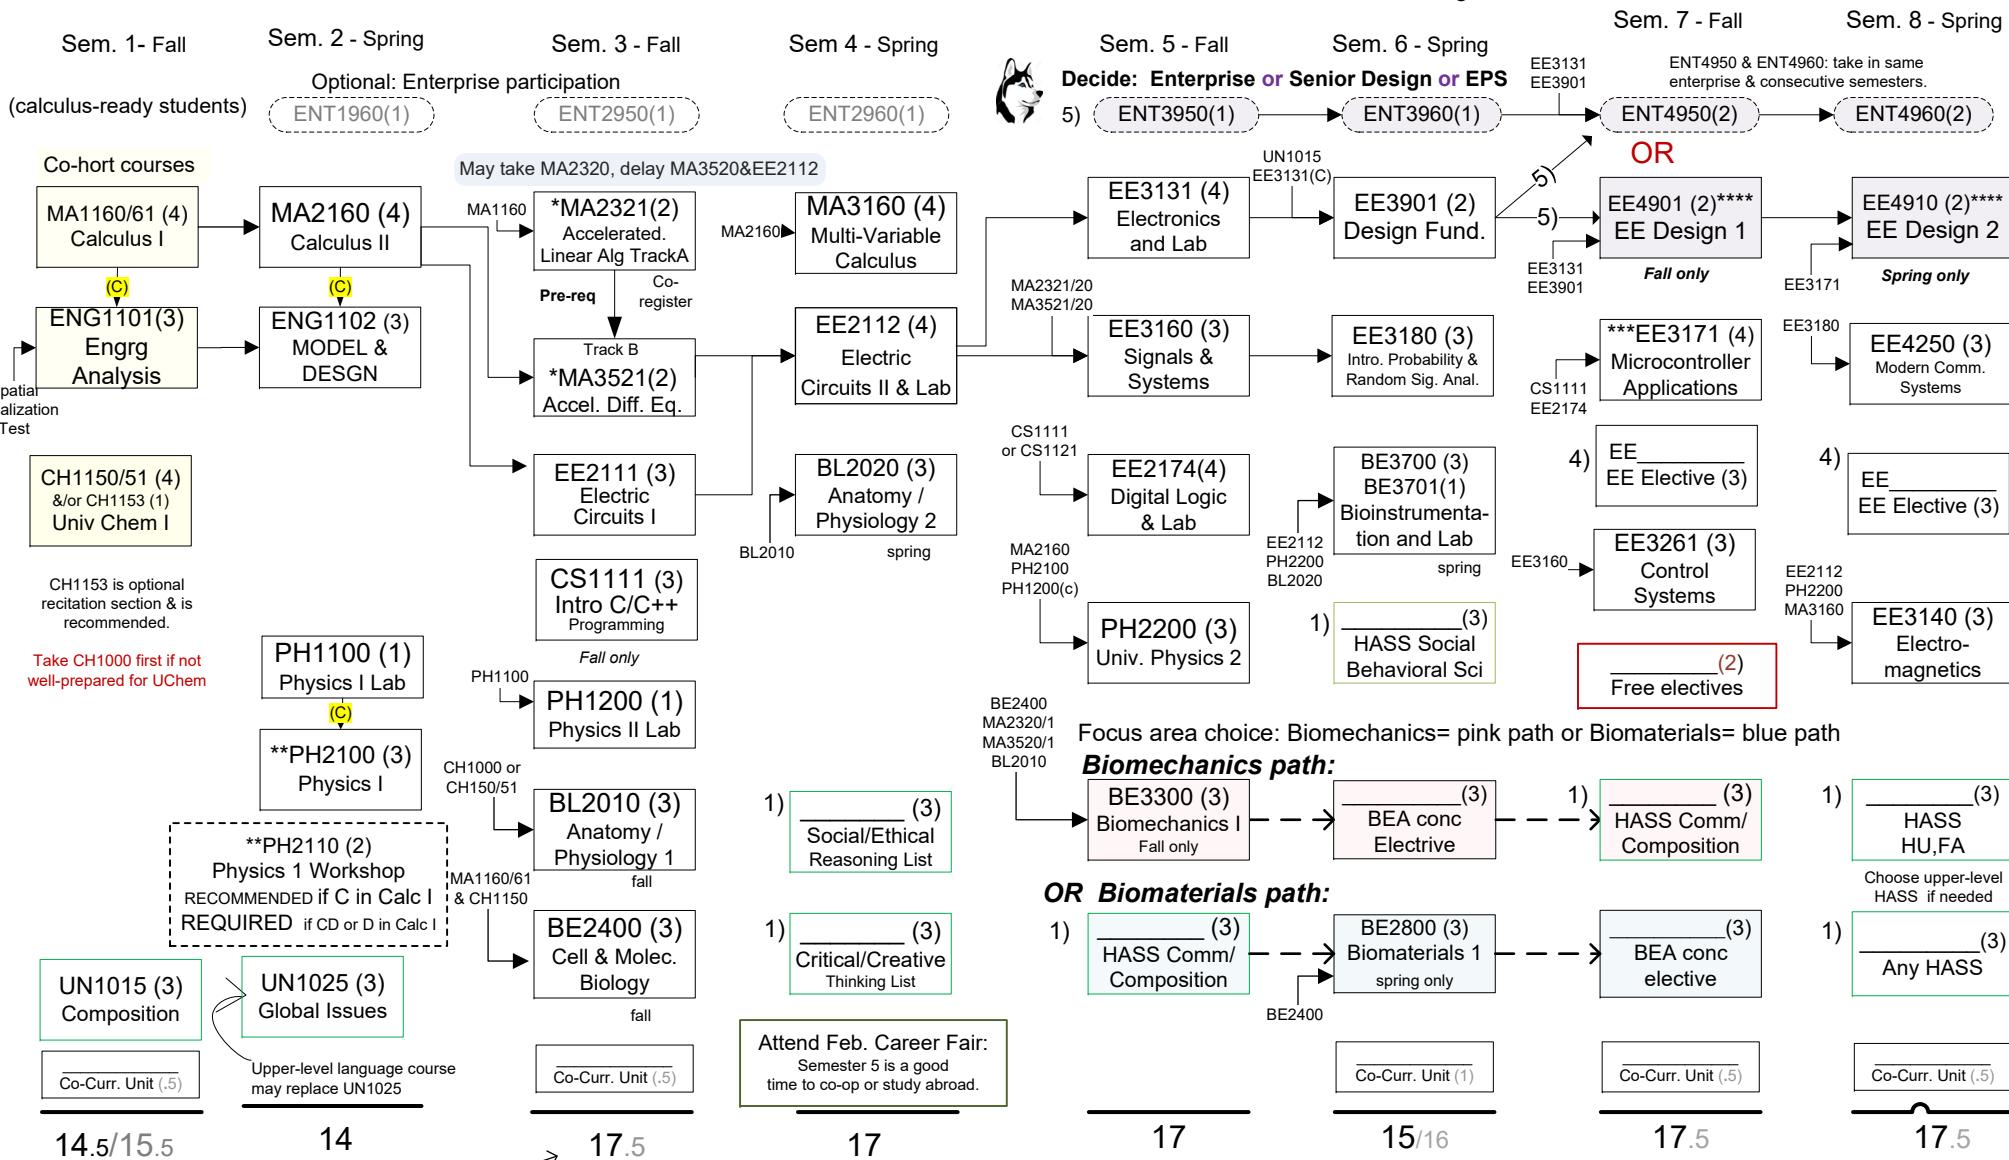 Sem. 1- Fall
Sem. 2 - Spring
Sem. 3 - Fall
Sem 4 - Spring
Sem. 5 - Fall
Sem. 6 - Spring
Sem. 7 - Fall
Sem. 8 - Spring
Optional: Enterprise participation
(calculus-ready students)
ENT1960(1)
ENT2950(1)
ENT2960(1)
Decide: Enterprise or Senior Design or EPS
5)
ENT3950(1)
ENT3960(1)
EE3131
EE3901
ENT4950 & ENT4960: take in same
enterprise & consecutive semesters.
ENT4950(2)
ENT4960(2)
OR
Co-hort courses
MA1160/61 (4)
Calculus I
(C)
ENG1101(3)
Engrg
Analysis
patial
alization
Test
CH1150/51 (4)
&/or CH1153 (1)
Univ Chem I
CH1153 is optional
recitation section & is
recommended.
Take CH1000 first if not
well-prepared for UChem
UN1015 (3)
Composition
Co-Curr. Unit (.5)
14.5/15.5
MA2160 (4)
Calculus II
(C)
ENG1102 (3)
MODEL &
DESGN
PH1100 (1)
Physics I Lab
(C)
**PH2100 (3)
Physics I
**PH2110 (2)
Physics 1 Workshop
RECOMMENDED if C in Calc I
REQUIRED if CD or D in Calc I
UN1025 (3)
Global Issues
Upper-level language course
may replace UN1025
14
May take MA2320, delay MA3520&EE2112
MA1160
*MA2321(2)
Accelerated.
Linear Alg TrackA
Pre-req
Co-
register
Track B
*MA3521(2)
Accel. Diff. Eq.
EE2111 (3)
Electric
Circuits I
CS1111 (3)
Intro C/C++
Programming
Fall only
PH1100
PH1200 (1)
Physics II Lab
CH1000 or
CH150/51
BL2010 (3)
Anatomy /
Physiology 1
fall
MA1160/61
& CH1150
BE2400 (3)
Cell & Molec.
Biology
fall
Co-Curr. Unit (.5)
17.5
MA2160
MA3160 (4)
Multi-Variable
Calculus
EE2112 (4)
Electric
Circuits II & Lab
BL2020 (3)
Anatomy /
Physiology 2
BL2010
spring
1)
________ (3)
Social/Ethical
Reasoning List
1)
________ (3)
Critical/Creative
Thinking List
Attend Feb. Career Fair:
Semester 5 is a good
time to co-op or study abroad.
17
EE3131 (4)
Electronics
and Lab
MA2321/20
MA3521/20
EE3160 (3)
Signals &
Systems
CS1111
or CS1121
EE2174(4)
Digital Logic
& Lab
MA2160
PH2100
PH1200(c)
PH2200 (3)
Univ. Physics 2
UN1015
EE3131(C)
EE3901 (2)
Design Fund.
EE3180 (3)
Intro. Probability &
Random Sig. Anal.
BE3700 (3)
BE3701(1)
Bioinstrumenta-
tion and Lab
EE2112
PH2200
BL2020
spring
1)
__________(3)
HASS Social
Behavioral Sci
5)
5)
EE4901 (2)****
EE Design 1
EE3131
EE3901
Fall only
***EE3171 (4)
Microcontroller
Applications
CS1111
EE2174
4)
EE_________
EE Elective (3)
EE3160
EE3261 (3)
Control
Systems
_________(2)
Free electives
EE4910 (2)****
EE Design 2
EE3171
Spring only
EE3180
EE4250 (3)
Modern Comm.
Systems
4)
EE_________
EE Elective (3)
EE2112
PH2200
MA3160
EE3140 (3)
Electro-
magnetics
Focus area choice: Biomechanics= pink path or Biomaterials= blue path
Biomechanics path:
BE2400
MA2320/1
MA3520/1
BL2010
BE3300 (3)
Biomechanics I
Fall only
__________(3)
BEA conc
Electrive
1)
_________ (3)
HASS Comm/
Composition
1)
_________(3)
HASS
HU,FA
Choose upper-level
HASS if needed
OR Biomaterials path:
1)
_________ (3)
HASS Comm/
Composition
BE2800 (3)
Biomaterials 1
spring only
BE2400
__________(3)
BEA conc
elective
1)
_________(3)
Any HASS
Co-Curr. Unit (1)
Co-Curr. Unit (.5)
Co-Curr. Unit (.5)
17
15/16
17.5
17.5